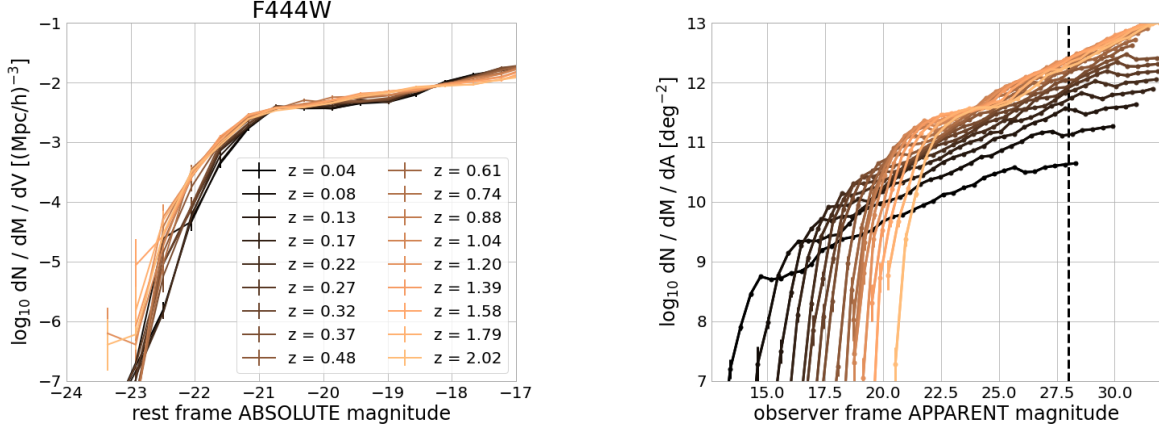 F444W
−1
−2
−3
−4
−5
−6
−7
log₁₀ dN / dM / dV [(Mpc/h)⁻³]
z = 0.04
z = 0.08
z = 0.13
z = 0.17
z = 0.22
z = 0.27
z = 0.32
z = 0.37
z = 0.48
z = 0.61
z = 0.74
z = 0.88
z = 1.04
z = 1.20
z = 1.39
z = 1.58
z = 1.79
z = 2.02
−24 −23 −22 −21 −20 −19 −18 −17
rest frame ABSOLUTE magnitude
13
12
11
10
9
8
7
log₁₀ dN / dM / dA [deg⁻²]
15.0 17.5 20.0 22.5 25.0 27.5 30.0
observer frame APPARENT magnitude